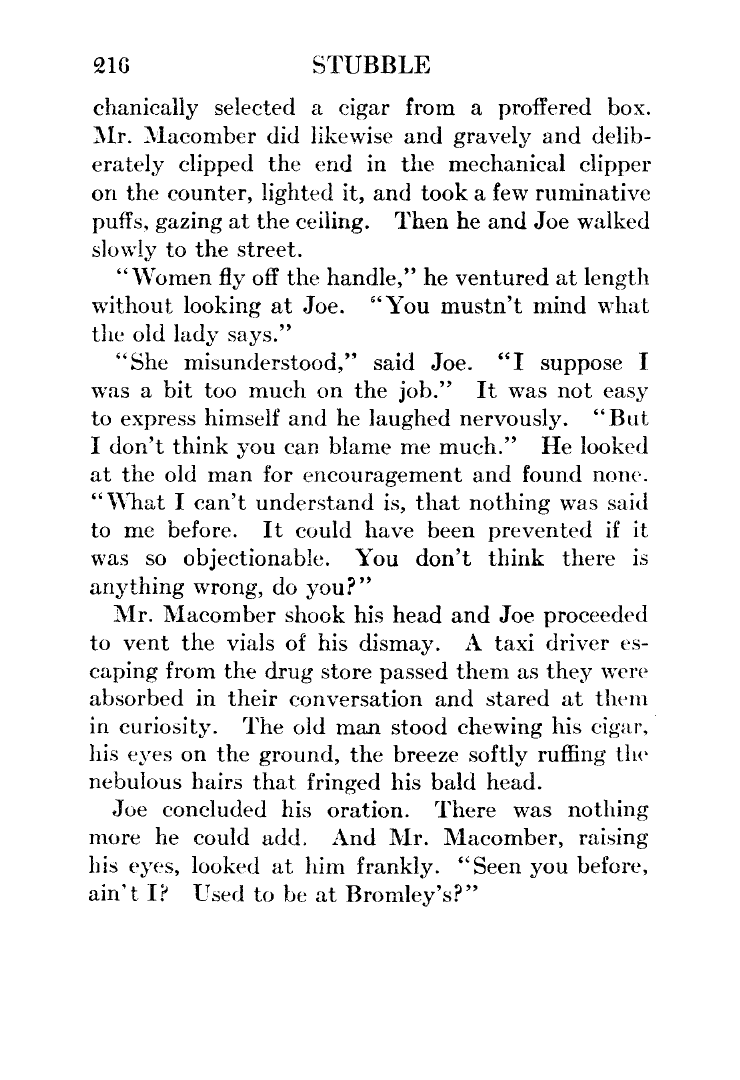 216 STUBBLE
chanically selected a cigar from a proffered box.
Mr. Macomber did likewise and gravely and delib-
erately clipped the end in the mechanical clipper
on the counter, lighted it, and took a few ruminative
puffs, gazing at the ceiling. Then he and Joe walked
slowly to the street.
“Women fly off the handle,” he ventured at length
without looking at Joe. “You mustn't mind what
the old lady says.”
“She misunderstood,” said Joe. “I suppose I
was a bit too much on the job.” It was not easy
to express himself and he laughed nervously. “But
I don't think you can blame me much.” He looked
at the old man for encouragement and found none.
“What I can't understand is, that nothing was said
to me before. It could have been prevented if it
was so objectionable. You don't think there is
anything wrong, do you?”
Mr. Macomber shook his head and Joe proceeded
to vent the vials of his dismay. A taxi driver es-
caping from the drug store passed them as they were
absorbed in their conversation and stared at them
in curiosity. The old man stood chewing his cigar,
his eyes on the ground, the breeze softly ruffing the
nebulous hairs that fringed his bald head.
Joe concluded his oration. There was nothing
more he could add. And Mr. Macomber, raising
his eyes, looked at him frankly. “Seen you before,
ain't I? Used to be at Bromley's?”